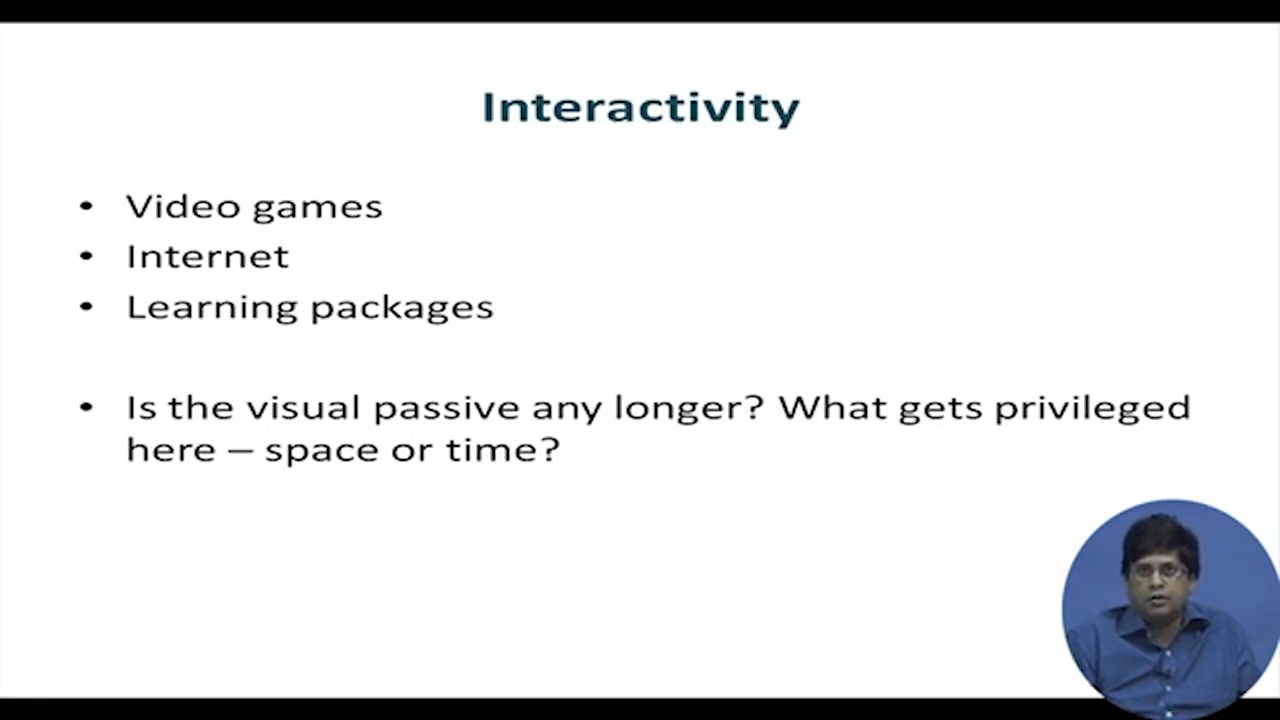 Interactivity
• Video games
• Internet
• Learning packages
• Is the visual passive any longer? What gets privileged
here – space or time?